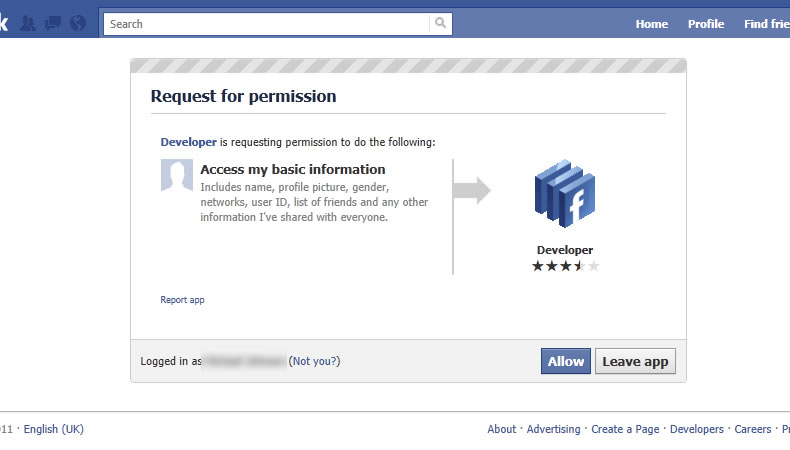 k Search Home Profile Find frie
Request for permission
Developer is requesting permission to do the following:
Access my basic information
Includes name, profile picture, gender,
networks, user ID, list of friends and any other
information I've shared with everyone.
f
Developer
Report app
Logged in as (Not you?) Allow Leave app
11 · English (UK) About · Advertising · Create a Page · Developers · Careers · P